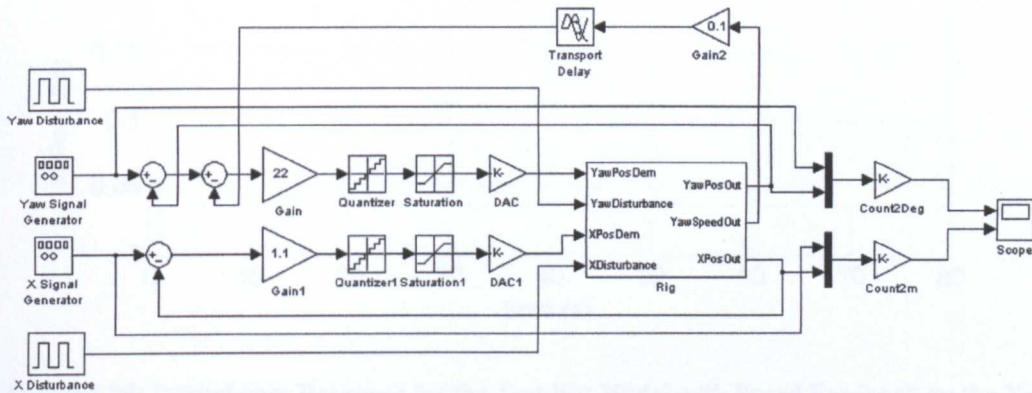 0.1
Transport
Delay
Gain2
Yaw Disturbance
22
K-
YawPosDem
YawPosOut
K-
Yaw Signal
Generator
Gain
Quantizer
Saturation
DAC
YawDisturbance
Count2Deg
YawSpeedOut
XPosDem
Scope
1.1
K-
XPosOut
K-
XDisturbance
X Signal
Generator
Gain1
Quantizer1
Saturation1
DAC1
Rig
Count2m
X Disturbance